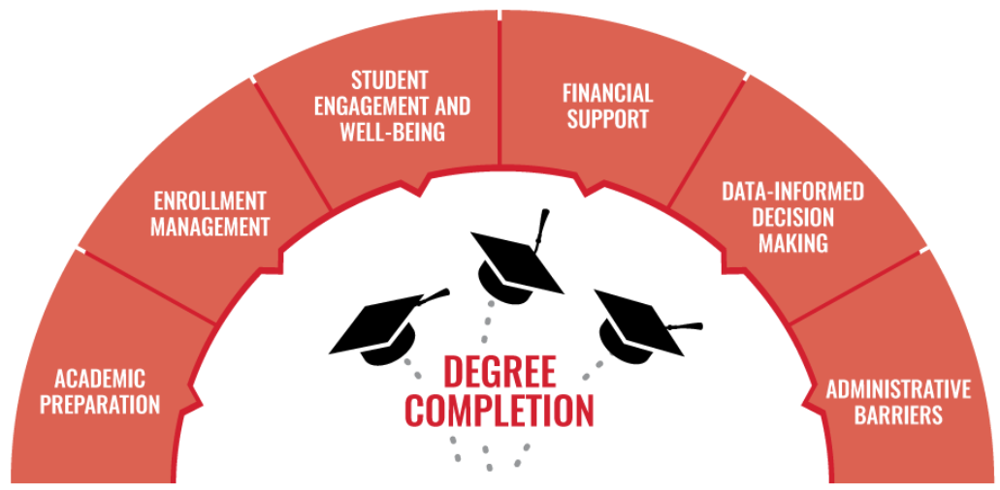 ACADEMIC
PREPARATION
ENROLLMENT
MANAGEMENT
STUDENT
ENGAGEMENT AND
WELL-BEING
FINANCIAL
SUPPORT
DATA-INFORMED
DECISION
MAKING
ADMINISTRATIVE
BARRIERS
DEGREE
COMPLETION